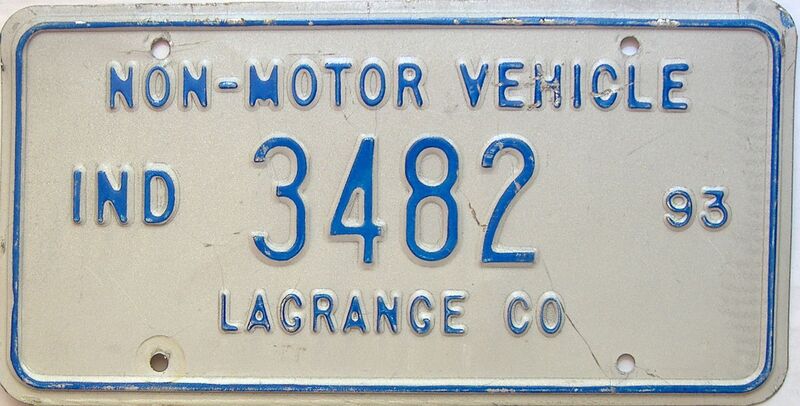 NON-MOTOR VEHICLE
IND 3482 93
LAGRANGE CO